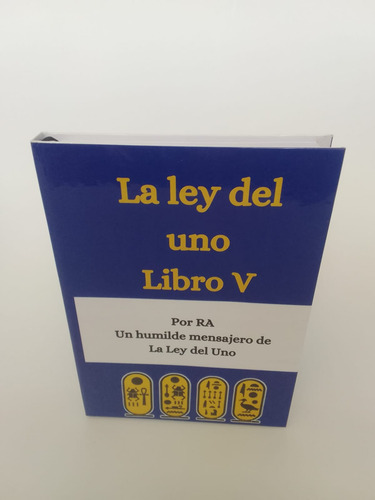 La ley del
uno
Libro V
Por RA
Un humilde mensajero de
La Ley del Uno